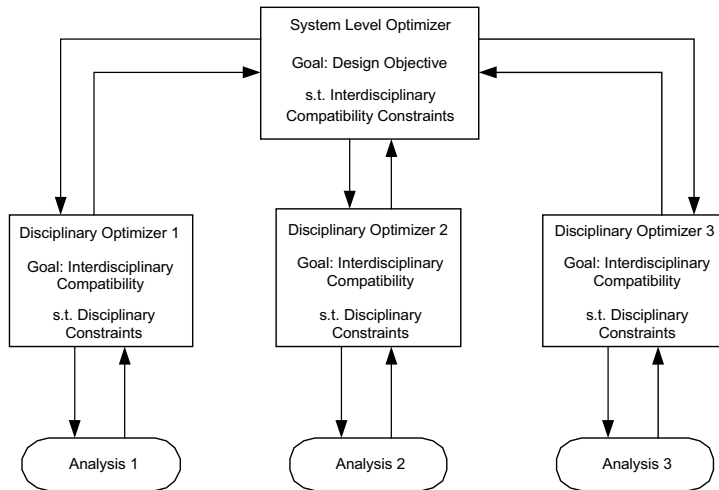 System Level Optimizer
Goal: Design Objective
s.t. Interdisciplinary
Compatibility Constraints
Disciplinary Optimizer 1
Goal: Interdisciplinary
Compatibility
s.t. Disciplinary
Constraints
Disciplinary Optimizer 2
Goal: Interdisciplinary
Compatibility
s.t. Disciplinary
Constraints
Disciplinary Optimizer 3
Goal: Interdisciplinary
Compatibility
s.t. Disciplinary
Constraints
Analysis 1
Analysis 2
Analysis 3